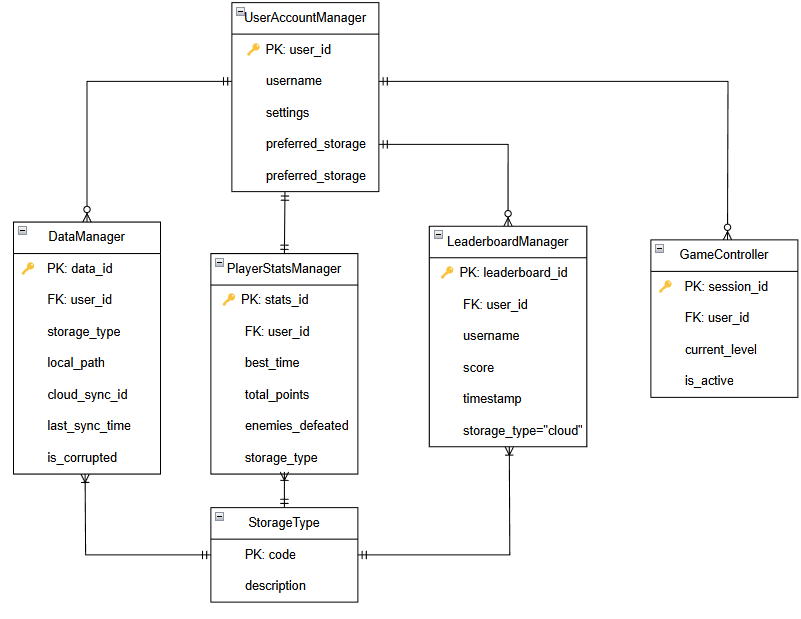 UserAccountManager
PK: user_id
username
settings
preferred_storage
preferred_storage
DataManager
PK: data_id
FK: user_id
storage_type
local_path
cloud_sync_id
last_sync_time
is_corrupted
PlayerStatsManager
PK: stats_id
FK: user_id
best_time
total_points
enemies_defeated
storage_type
LeaderboardManager
PK: leaderboard_id
FK: user_id
username
score
timestamp
storage_type="cloud"
GameController
PK: session_id
FK: user_id
current_level
is_active
StorageType
PK: code
description